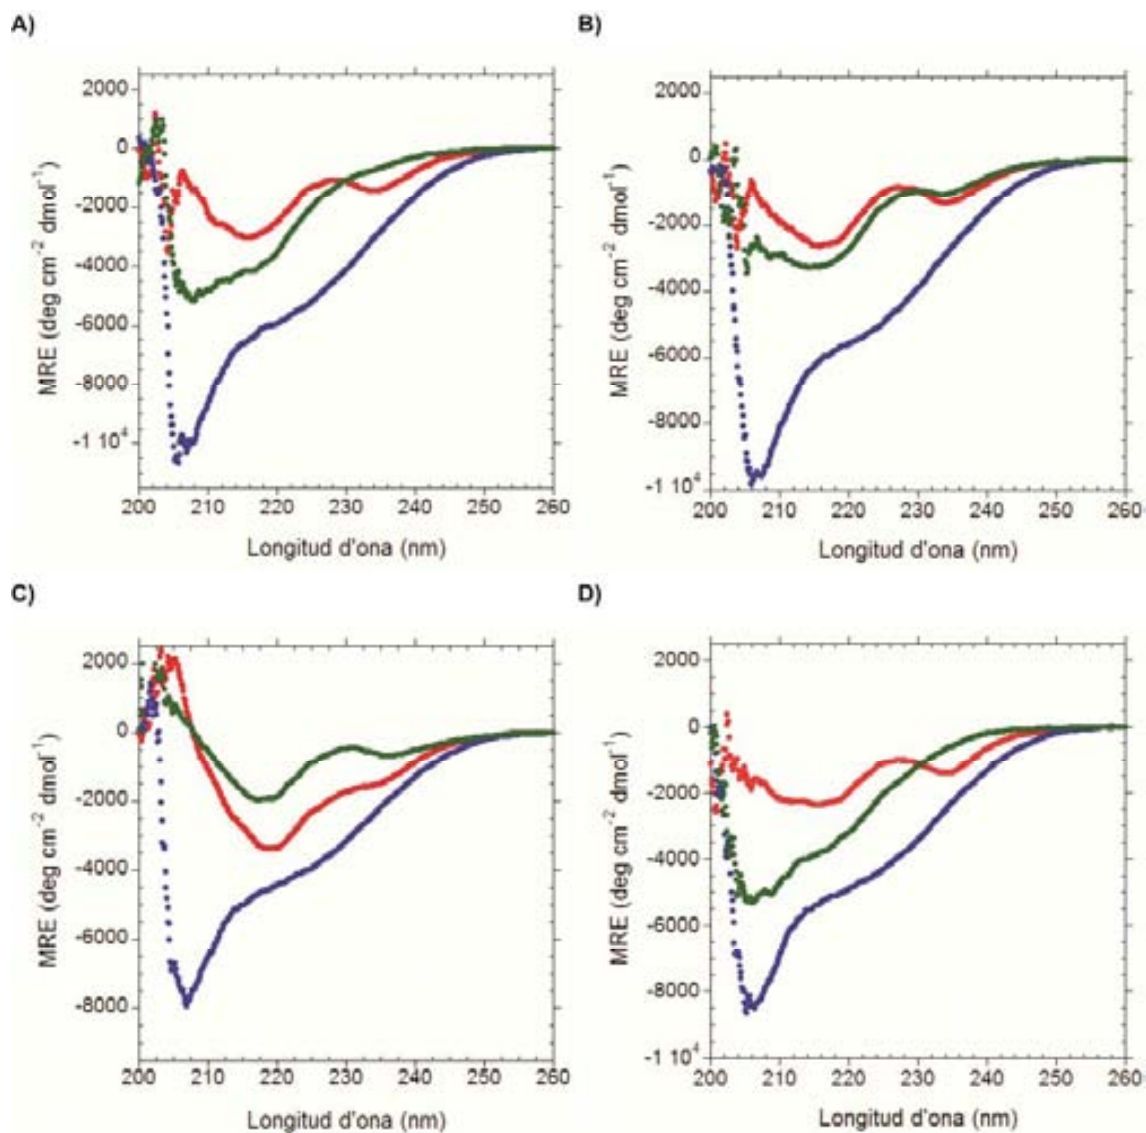 A)
B)
2000
0
-2000
-4000
-6000
-8000
-1 10⁴
MRE (deg cm⁻² dmol⁻¹)
200 210 220 230 240 250 260
Longitud d'ona (nm)
2000
0
-2000
-4000
-6000
-8000
-1 10⁴
MRE (deg cm⁻² dmol⁻¹)
200 210 220 230 240 250 260
Longitud d'ona (nm)
C)
D)
2000
0
-2000
-4000
-6000
-8000
MRE (deg cm⁻² dmol⁻¹)
200 210 220 230 240 250 260
Longitud d'ona (nm)
2000
0
-2000
-4000
-6000
-8000
-1 10⁴
MRE (deg cm⁻² dmol⁻¹)
200 210 220 230 240 250 260
Longitud d'ona (nm)